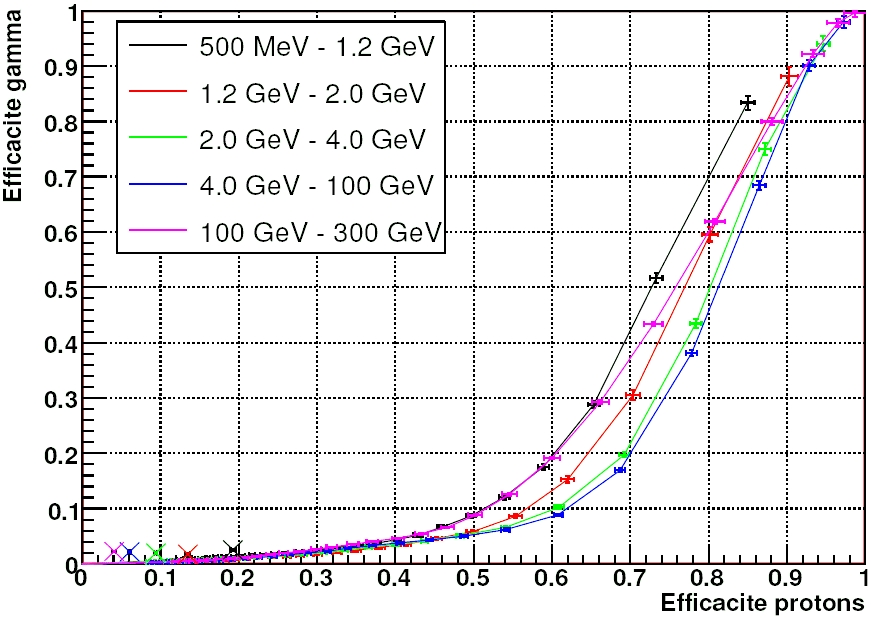 Efficacite gamma
1
0.9
0.8
0.7
0.6
0.5
0.4
0.3
0.2
0.1
0
500 MeV - 1.2 GeV
1.2 GeV - 2.0 GeV
2.0 GeV - 4.0 GeV
4.0 GeV - 100 GeV
100 GeV - 300 GeV
0 0.1 0.2 0.3 0.4 0.5 0.6 0.7 0.8 0.9 1
Efficacite protons